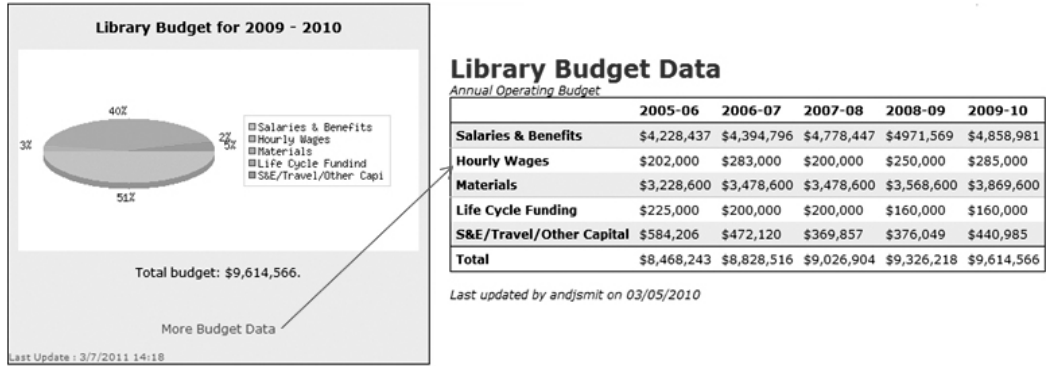 Library Budget for 2009 - 2010
40%
3%
2%
5%
51%
Salaries & Benefits
Hourly Wages
Materials
Life Cycle Fundind
S&E/Travel/Other Capi
Total budget: $9,614,566.
More Budget Data
Last Update : 3/7/2011 14:18
Library Budget Data
Annual Operating Budget
2005-06 2006-07 2007-08 2008-09 2009-10
Salaries & Benefits $4,228,437 $4,394,796 $4,778,447 $4971,569 $4,858,981
Hourly Wages $202,000 $283,000 $200,000 $250,000 $285,000
Materials $3,228,600 $3,478,600 $3,478,600 $3,568,600 $3,869,600
Life Cycle Funding $225,000 $200,000 $200,000 $160,000 $160,000
S&E/Travel/Other Capital $584,206 $472,120 $369,857 $376,049 $440,985
Total $8,468,243 $8,828,516 $9,026,904 $9,326,218 $9,614,566
Last updated by andjsmit on 03/05/2010